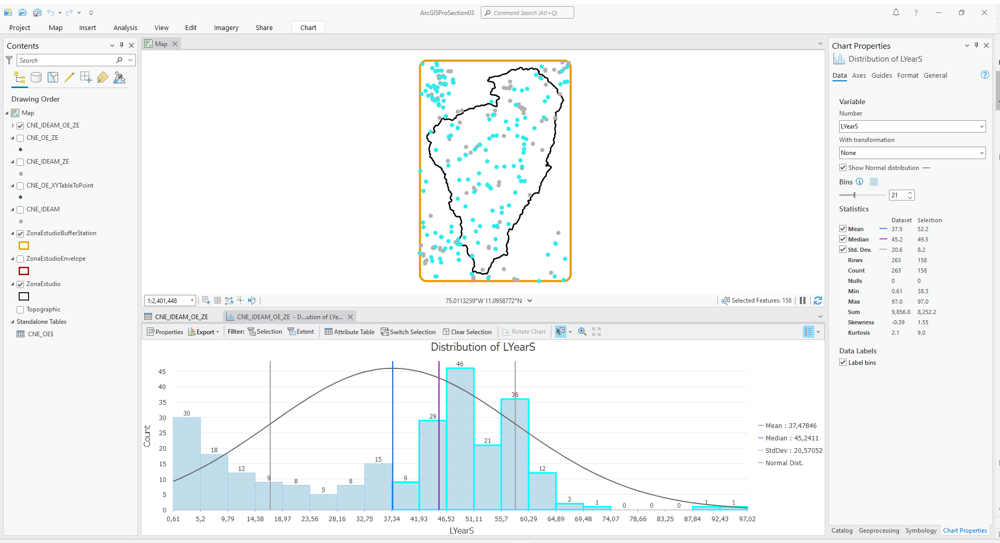 ArcGISProSection03
Command Search (Alt+Q)
Project Map Insert Analysis View Edit Imagery Share Chart
Contents
Search
Drawing Order
Map
CNE_IDEAM_OE_ZE
CNE_OE_ZE
CNE_IDEAM_ZE
CNE_OE_XYTableToPoint
CNE_IDEAM
ZonaEstudioBufferStation
ZonaEstudioEnvelope
ZonaEstudio
Topographic
Standalone Tables
CNE_OE$
Map
1:2,401,448
75.0113259°W 11.0958772°N
Selected Features: 158
CNE_IDEAM_OE_ZE
CNE_IDEAM_OE_ZE - D...ution of LYe...
Properties Export Filter: Selection Extent Attribute Table Switch Selection Clear Selection Rotate Chart
Distribution of LYearS
Count
45
40
35
30
25
20
15
10
5
0
30 18 12 9 8 5 8 15 9 29 46 21 36 12 2 1 0 0 0 1 1
0,61 5,2 9,79 14,38 18,97 23,56 28,16 32,75 37,34 41,93 46,52 51,11 55,7 60,29 64,89 69,48 74,07 78,66 83,25 87,84 92,43 97,02
LYearS
Mean : 37,47846
Median : 45,2411
StdDev : 20,57052
Normal Dist.
Chart Properties
Distribution of LYearS
Data Axes Guides Format General
Variable
Number
LYearS
With transformation
None
Show Normal distribution
Bins
21
Statistics
Dataset Selection
Mean 37.5 52.2
Median 45.2 49.5
Std. Dev. 20.6 8.2
Rows 263 158
Count 263 158
Nulls 0 0
Min 0.61 38.3
Max 97.0 97.0
Sum 9,856.8 8,252.2
Skewness -0.39 1.55
Kurtosis 2.1 9.0
Data Labels
Label bins
Catalog Geoprocessing Symbology Chart Properties